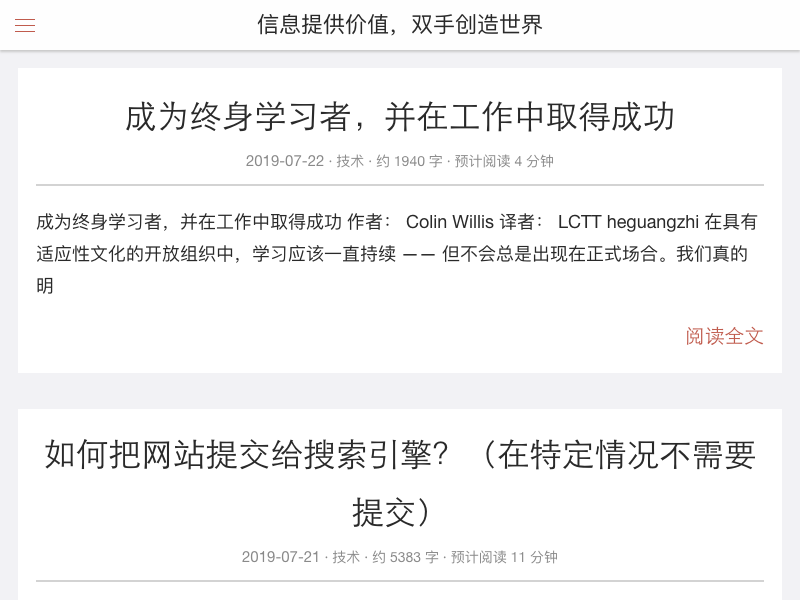 信息提供价值，双手创造世界
成为终身学习者，并在工作中取得成功
2019-07-22 · 技术 · 约 1940 字 · 预计阅读 4 分钟
成为终身学习者，并在工作中取得成功 作者： Colin Willis 译者： LCTT heguangzhi 在具有
适应性文化的开放组织中，学习应该一直持续 —— 但不会总是出现在正式场合。我们真的
明
阅读全文
如何把网站提交给搜索引擎？（在特定情况不需要
提交）
2019-07-21 · 技术 · 约 5383 字 · 预计阅读 11 分钟